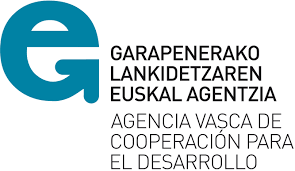 GARAPENERAKO
LANKIDETZAREN
EUSKAL AGENTZIA
AGENCIA VASCA DE
COOPERACIÓN PARA
EL DESARROLLO